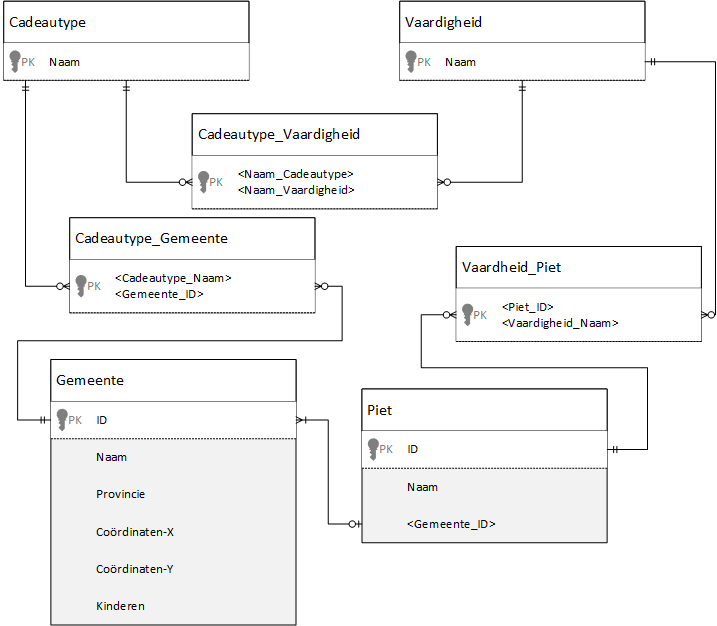 Cadeautype
PK Naam
Vaardigheid
PK Naam
Cadeautype_Vaardigheid
PK <Naam_Cadeautype>
<Naam_Vaardigheid>
Cadeautype_Gemeente
PK <Cadeautype_Naam>
<Gemeente_ID>
Vaardheid_Piet
PK <Piet_ID>
<Vaardigheid_Naam>
Gemeente
PK ID
Naam
Provincie
Coördinaten-X
Coördinaten-Y
Kinderen
Piet
PK ID
Naam
<Gemeente_ID>